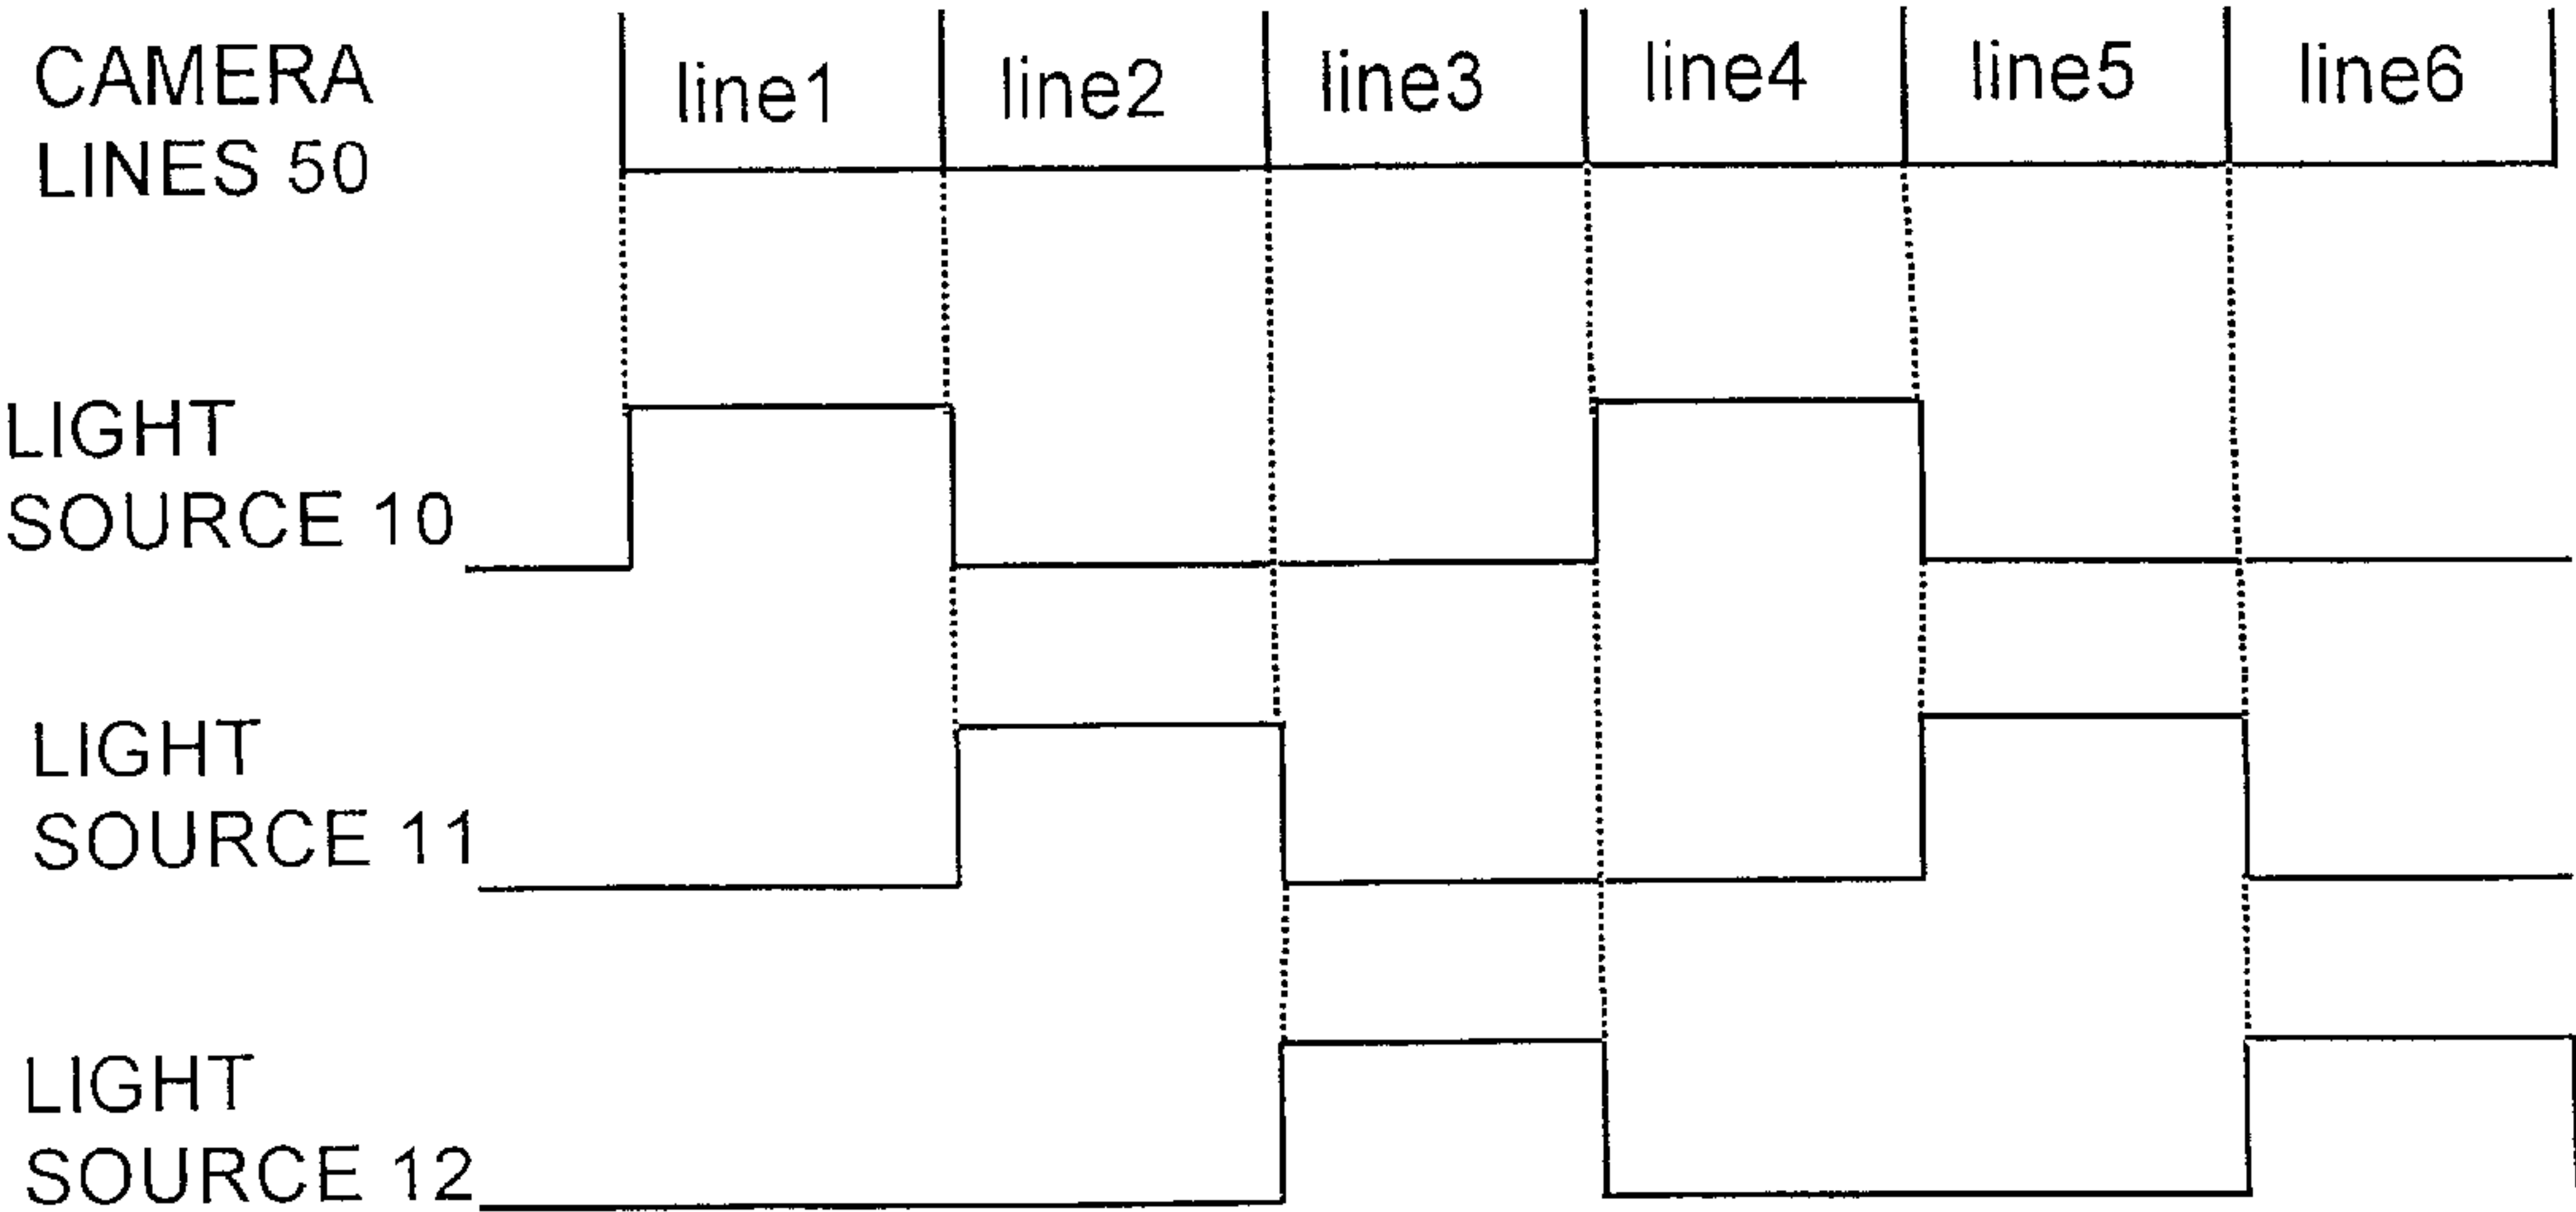 CAMERA
LINES 50
line1 line2 line3 line4 line5 line6
LIGHT
SOURCE 10
LIGHT
SOURCE 11
LIGHT
SOURCE 12